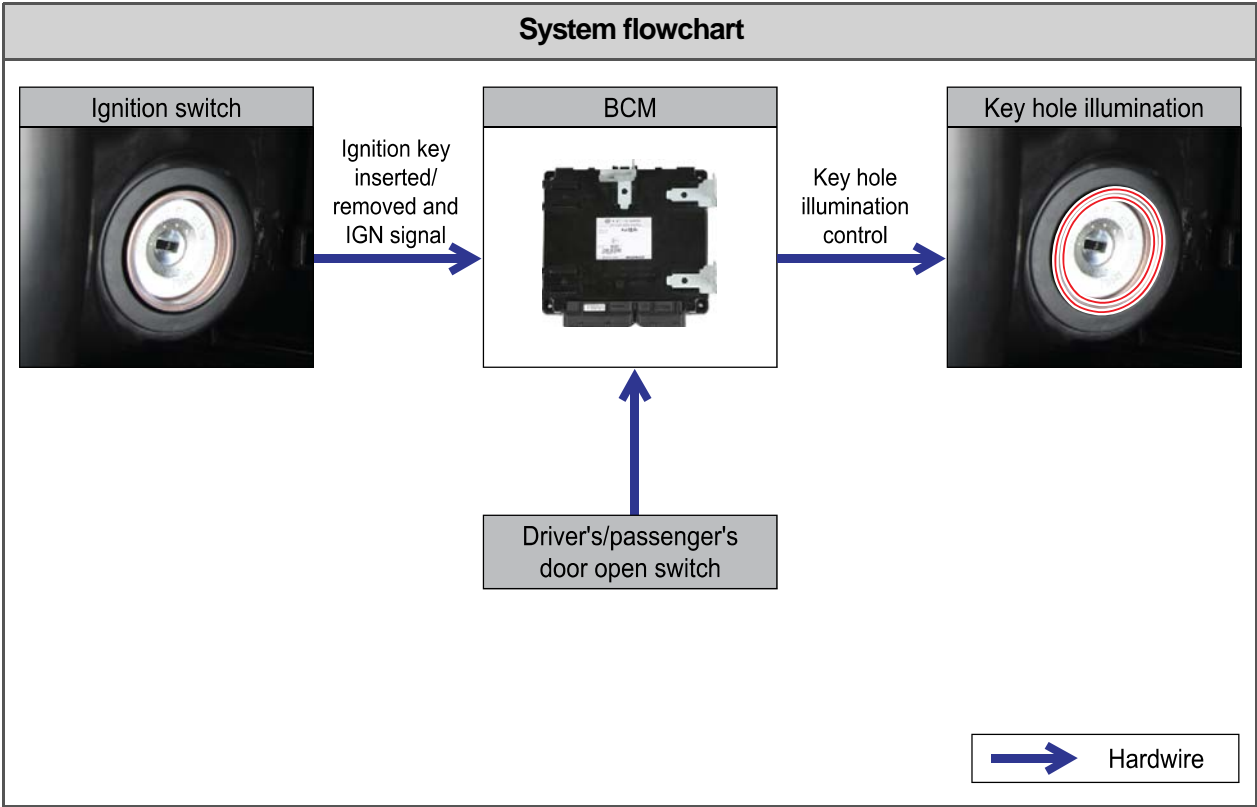 System flowchart
Ignition switch
Ignition key
inserted/
removed and
IGN signal
BCM
Key hole
illumination
control
Key hole illumination
Driver's/passenger's
door open switch
Hardwire